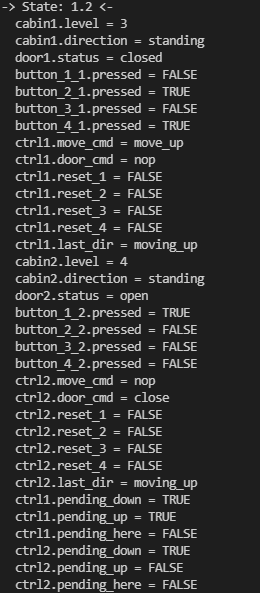 -> State: 1.2 <-
cabin1.level = 3
cabin1.direction = standing
door1.status = closed
button_1_1.pressed = FALSE
button_2_1.pressed = TRUE
button_3_1.pressed = FALSE
button_4_1.pressed = TRUE
ctrl1.move_cmd = move_up
ctrl1.door_cmd = nop
ctrl1.reset_1 = FALSE
ctrl1.reset_2 = FALSE
ctrl1.reset_3 = FALSE
ctrl1.reset_4 = FALSE
ctrl1.last_dir = moving_up
cabin2.level = 4
cabin2.direction = standing
door2.status = open
button_1_2.pressed = TRUE
button_2_2.pressed = FALSE
button_3_2.pressed = FALSE
button_4_2.pressed = FALSE
ctrl2.move_cmd = nop
ctrl2.door_cmd = close
ctrl2.reset_1 = FALSE
ctrl2.reset_2 = FALSE
ctrl2.reset_3 = FALSE
ctrl2.reset_4 = FALSE
ctrl2.last_dir = moving_up
ctrl1.pending_down = TRUE
ctrl1.pending_up = TRUE
ctrl1.pending_here = FALSE
ctrl2.pending_down = TRUE
ctrl2.pending_up = FALSE
ctrl2.pending_here = FALSE